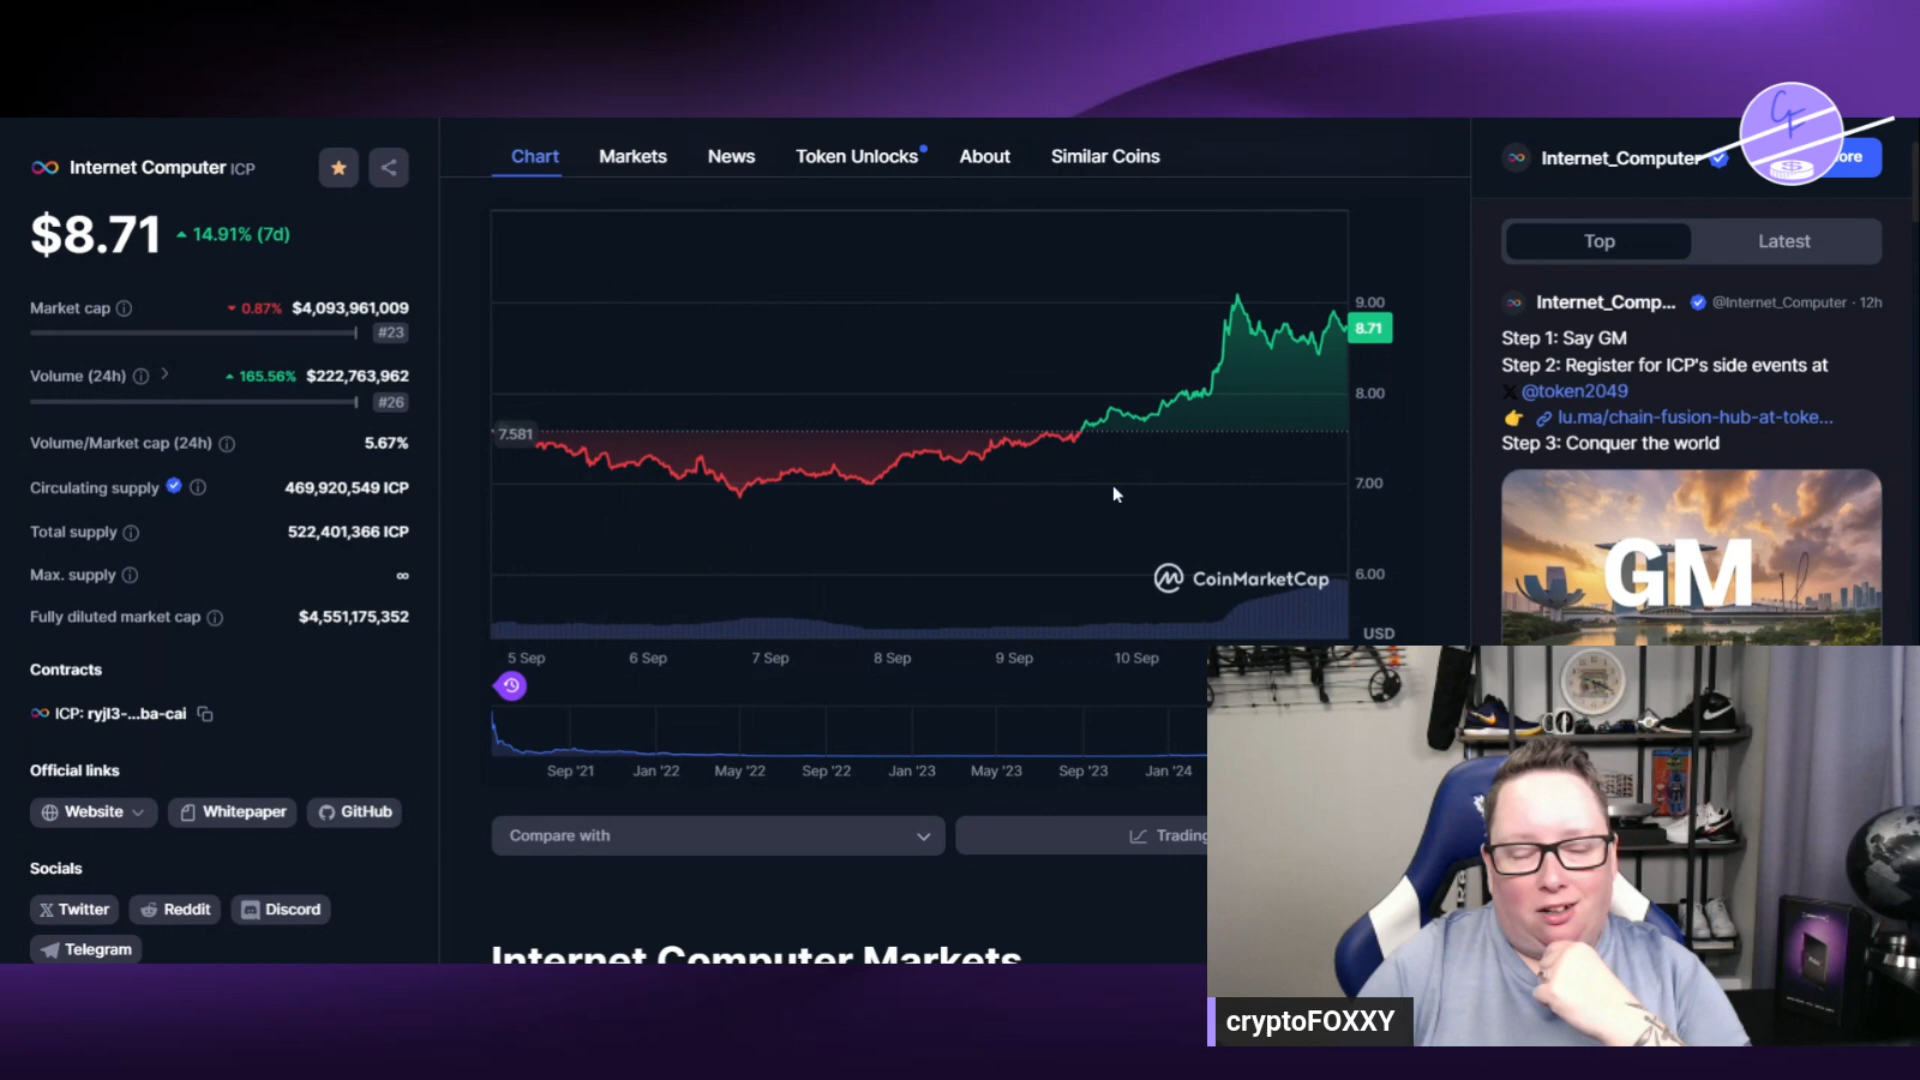 Internet Computer ICP
$8.71 14.91% (7d)
Market cap 0.87% $4,093,961,009
#23
Volume (24h) 165.56% $222,763,962
#26
Volume/Market cap (24h) 5.67%
Circulating supply 469,920,549 ICP
Total supply 522,401,366 ICP
Max. supply ∞
Fully diluted market cap $4,551,175,352
Contracts
ICP: ryjl3-...ba-cai
Official links
Website Whitepaper GitHub
Socials
Twitter Reddit Discord
Telegram
Chart Markets News Token Unlocks About Similar Coins
9.00
8.71
8.00
7.581
7.00
6.00
CoinMarketCap
USD
5 Sep 6 Sep 7 Sep 8 Sep 9 Sep 10 Sep
Sep '21 Jan '22 May '22 Sep '22 Jan '23 May '23 Sep '23 Jan '24
Compare with
Trading
Internet Computer Markets
Internet_Computer
ore
CF
$
Top Latest
Internet_Comp... @Internet_Computer · 12h
Step 1: Say GM
Step 2: Register for ICP's side events at
@token2049
lu.ma/chain-fusion-hub-at-toke...
Step 3: Conquer the world
GM
cryptoFOXXY